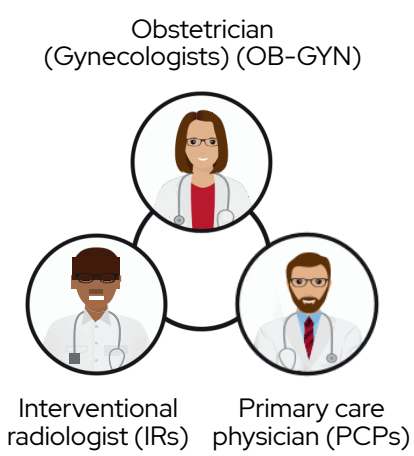 Obstetrician
(Gynecologists) (OB-GYN)
Interventional
radiologist (IRs)
Primary care
physician (PCPs)